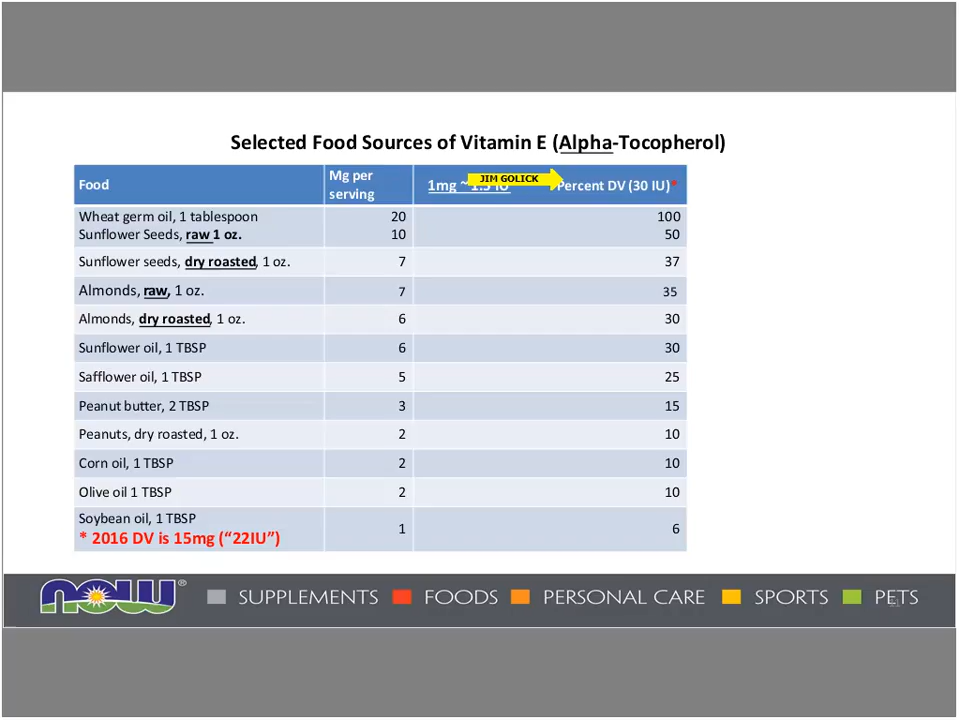 Selected Food Sources of Vitamin E (Alpha-Tocopherol)
Food Mg per serving 1mg ~ 1.5 IU Percent DV (30 IU)*
JIM GOLICK
Wheat germ oil, 1 tablespoon 20 100
Sunflower Seeds, raw 1 oz. 10 50
Sunflower seeds, dry roasted, 1 oz. 7 37
Almonds, raw, 1 oz. 7 35
Almonds, dry roasted, 1 oz. 6 30
Sunflower oil, 1 TBSP 6 30
Safflower oil, 1 TBSP 5 25
Peanut butter, 2 TBSP 3 15
Peanuts, dry roasted, 1 oz. 2 10
Corn oil, 1 TBSP 2 10
Olive oil 1 TBSP 2 10
Soybean oil, 1 TBSP 1 6
* 2016 DV is 15mg (“22IU”)
NOW® SUPPLEMENTS FOODS PERSONAL CARE SPORTS PETS